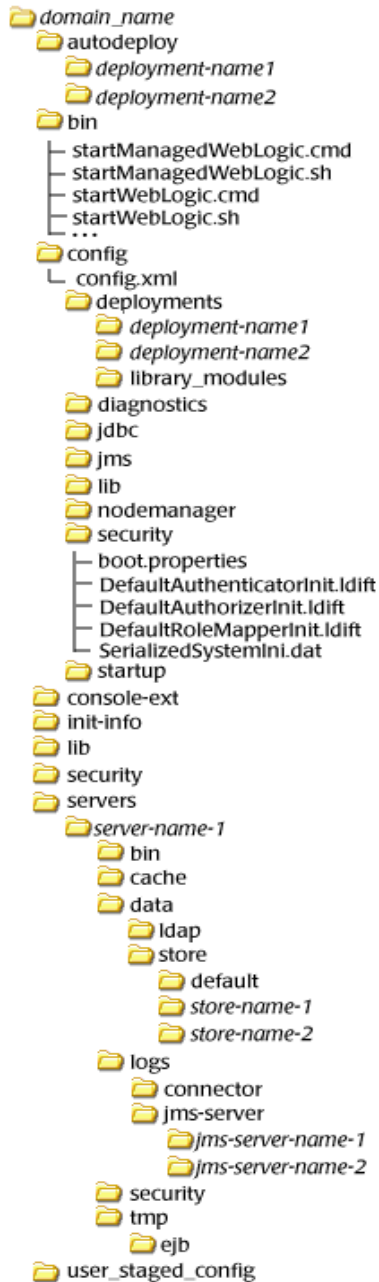 domain_name
autodeploy
deployment-name1
deployment-name2
bin
startManagedWebLogic.cmd
startManagedWebLogic.sh
startWebLogic.cmd
startWebLogic.sh
...
config
config.xml
deployments
deployment-name1
deployment-name2
library_modules
diagnostics
jdbc
jms
lib
nodemanager
security
boot.properties
DefaultAuthenticatorInit.ldift
DefaultAuthorizerInit.ldift
DefaultRoleMapperInit.ldift
SerializedSystemIni.dat
startup
console-ext
init-info
lib
security
servers
server-name-1
bin
cache
data
ldap
store
default
store-name-1
store-name-2
logs
connector
jms-server
jms-server-name-1
jms-server-name-2
security
tmp
ejb
user_staged_config